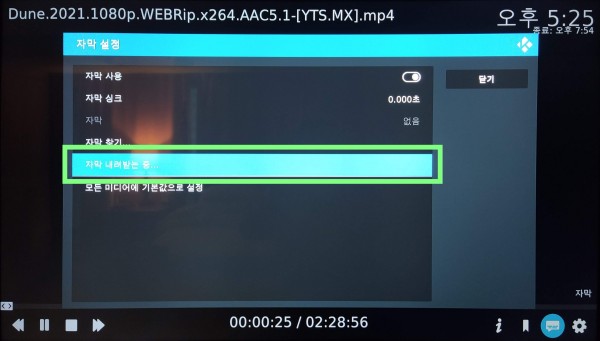 Dune.2021.1080p.WEBRip.x264.AAC5.1-[YTS.MX].mp4
오후 5:25
종료: 오후 7:54
자막 설정
자막 사용
닫기
자막 싱크 0.000초
자막 없음
자막 찾기
자막 내려받는 중...
모든 미디어에 기본값으로 설정
자막
00:00:25 / 02:28:56